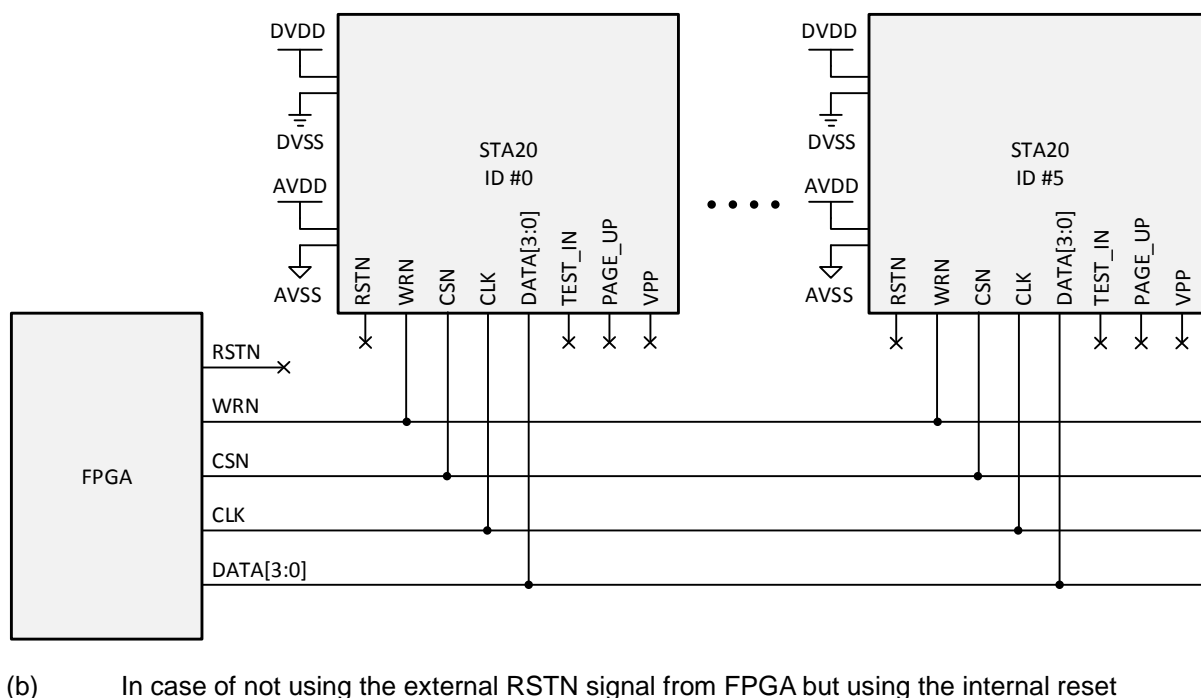 DVDD
DVSS
AVDD
AVSS
STA20
ID #0
RSTN
WRN
CSN
CLK
DATA[3:0]
TEST_IN
PAGE_UP
VPP
DVDD
DVSS
AVDD
AVSS
STA20
ID #5
RSTN
WRN
CSN
CLK
DATA[3:0]
TEST_IN
PAGE_UP
VPP
FPGA
RSTN
WRN
CSN
CLK
DATA[3:0]
(b) In case of not using the external RSTN signal from FPGA but using the internal reset